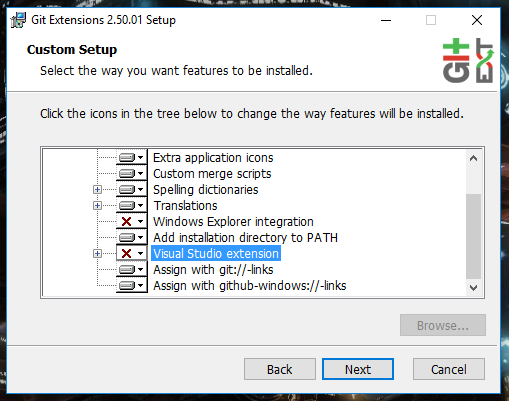 Git Extensions 2.50.01 Setup
Custom Setup
Select the way you want features to be installed.
Git
EXT
Click the icons in the tree below to change the way features will be installed.
Extra application icons
Custom merge scripts
Spelling dictionaries
Translations
Windows Explorer integration
Add installation directory to PATH
Visual Studio extension
Assign with git://-links
Assign with github-windows://-links
Browse...
Back
Next
Cancel